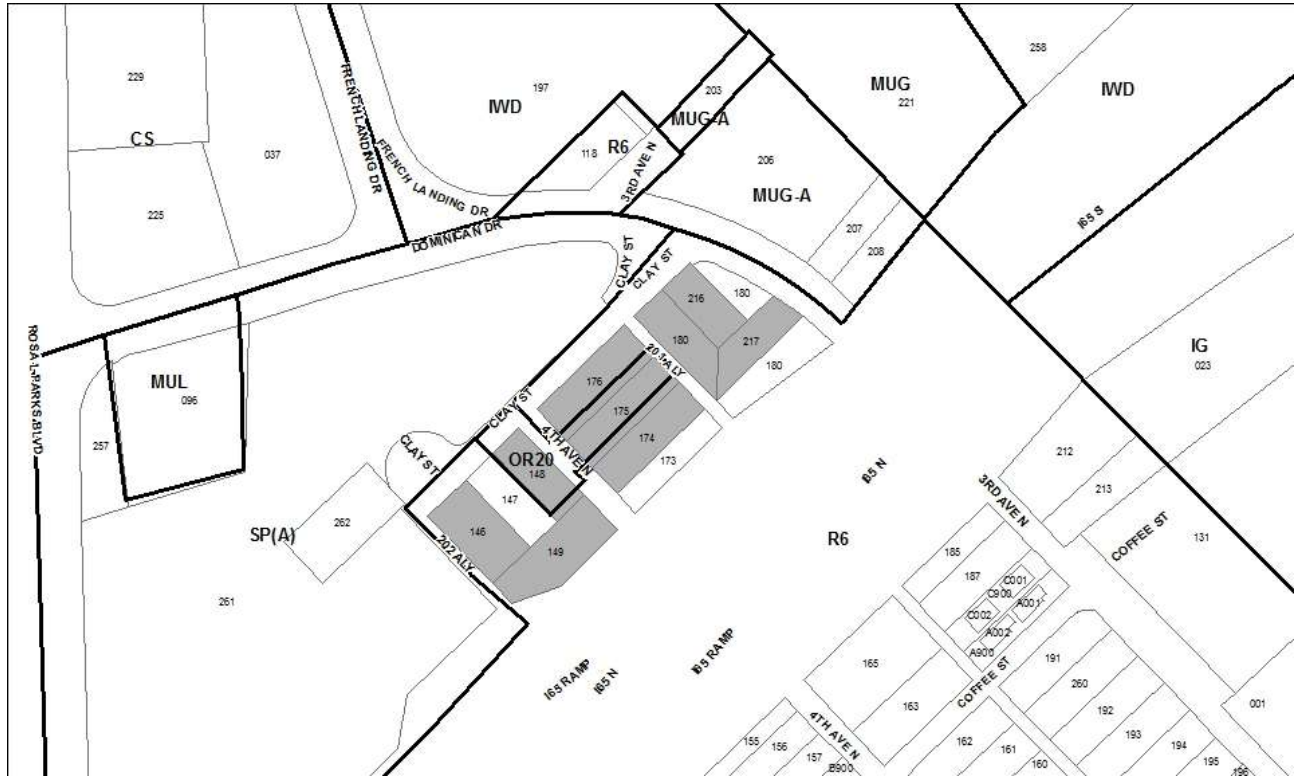 229
CS
037
225
FRENCH LANDING DR
FRENCH LANDING DR
IWD
197
203
MUG-A
118
R6
3RD AVE N
206
MUG-A
207
208
MUG
221
258
IWD
I65 S
DOMINICAN DR
CLAY ST
CLAY ST
216
180
180
217
180
203 ALY
176
175
174
173
CLAY ST
4TH AVE N
OR20
148
147
146
149
202 ALY
CLAY ST
ROSA L PARKS BLVD
MUL
096
257
SP(A)
262
261
IG
023
212
213
3RD AVE N
COFFEE ST
131
I65 N
R6
185
187
C001
C900
C002
A001
A002
A900
COFFEE ST
191
260
192
193
194
195
196
001
165
163
162
161
160
4TH AVE N
155
156
157
B900
I65 RAMP
I65 N
I65 RAMP